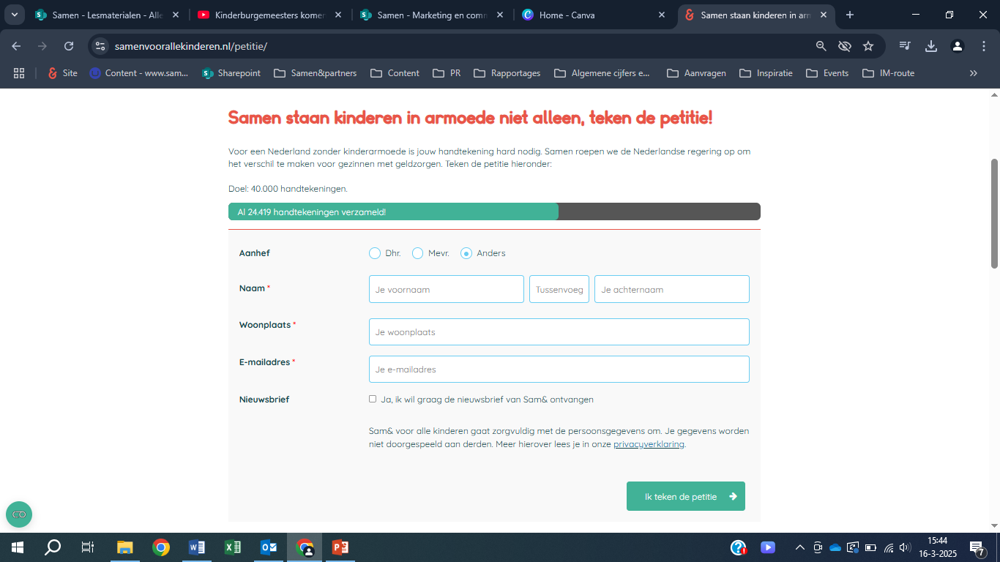 Samen - Lesmaterialen - Alle
Kinderburgemeesters komen
Samen - Marketing en comm
Home - Canva
Samen staan kinderen in arm
samenvoorallekinderen.nl/petitie/
Site
Content - www.sam...
Sharepoint
Samen&partners
Content
PR
Rapportages
Algemene cijfers e...
Aanvragen
Inspiratie
Events
IM-route
Samen staan kinderen in armoede niet alleen, teken de petitie!
Voor een Nederland zonder kinderarmoede is jouw handtekening hard nodig. Samen roepen we de Nederlandse regering op om
het verschil te maken voor gezinnen met geldzorgen. Teken de petitie hieronder:
Doel: 40.000 handtekeningen.
Al 24.419 handtekeningen verzameld!
Aanhef
Dhr.
Mevr.
Anders
Naam *
Je voornaam
Tussenvoeg
Je achternaam
Woonplaats *
Je woonplaats
E-mailadres *
Je e-mailadres
Nieuwsbrief
Ja, ik wil graag de nieuwsbrief van Sam& ontvangen
Sam& voor alle kinderen gaat zorgvuldig met de persoonsgegevens om. Je gegevens worden
niet doorgespeeld aan derden. Meer hierover lees je in onze privacyverklaring.
Ik teken de petitie
15:44
16-3-2025
7